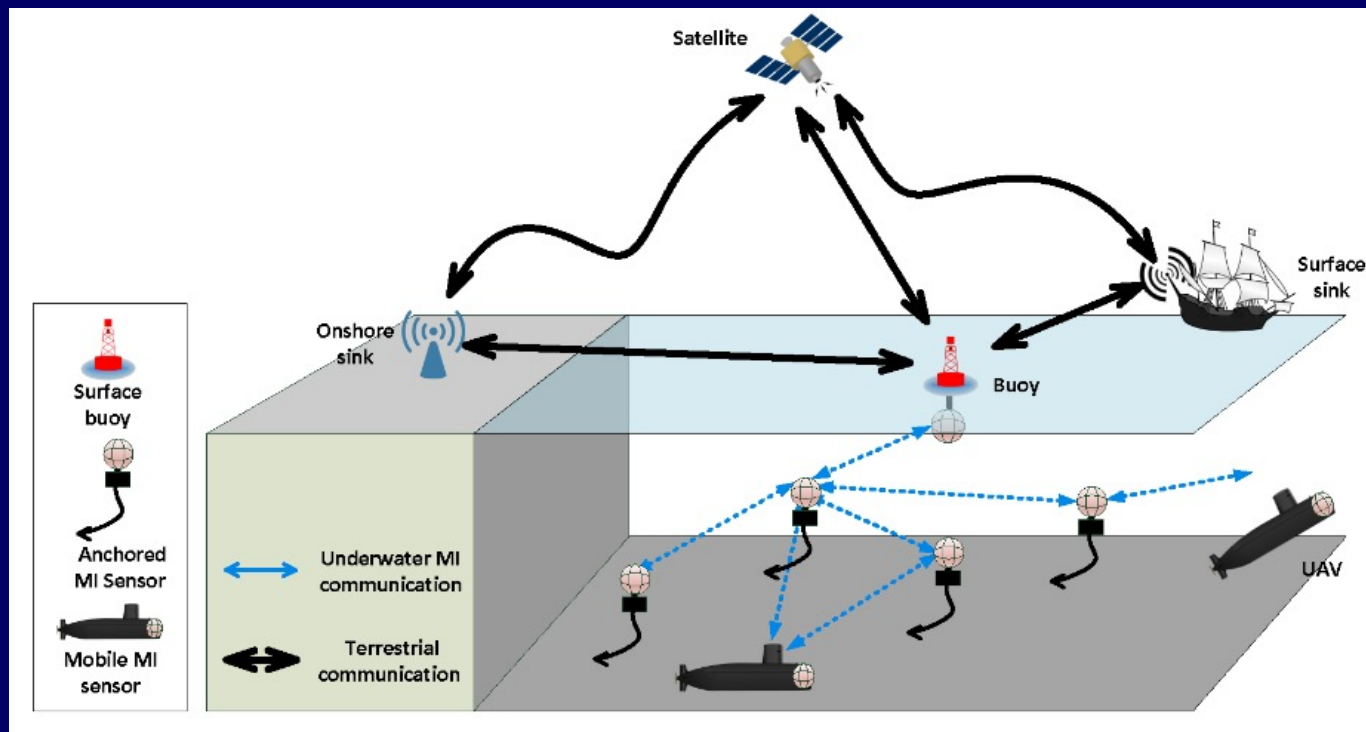 Satellite
Surface
sink
Onshore
sink
Buoy
Surface
buoy
Anchored
MI Sensor
Mobile MI
sensor
Underwater MI
communication
Terrestrial
communication
UAV